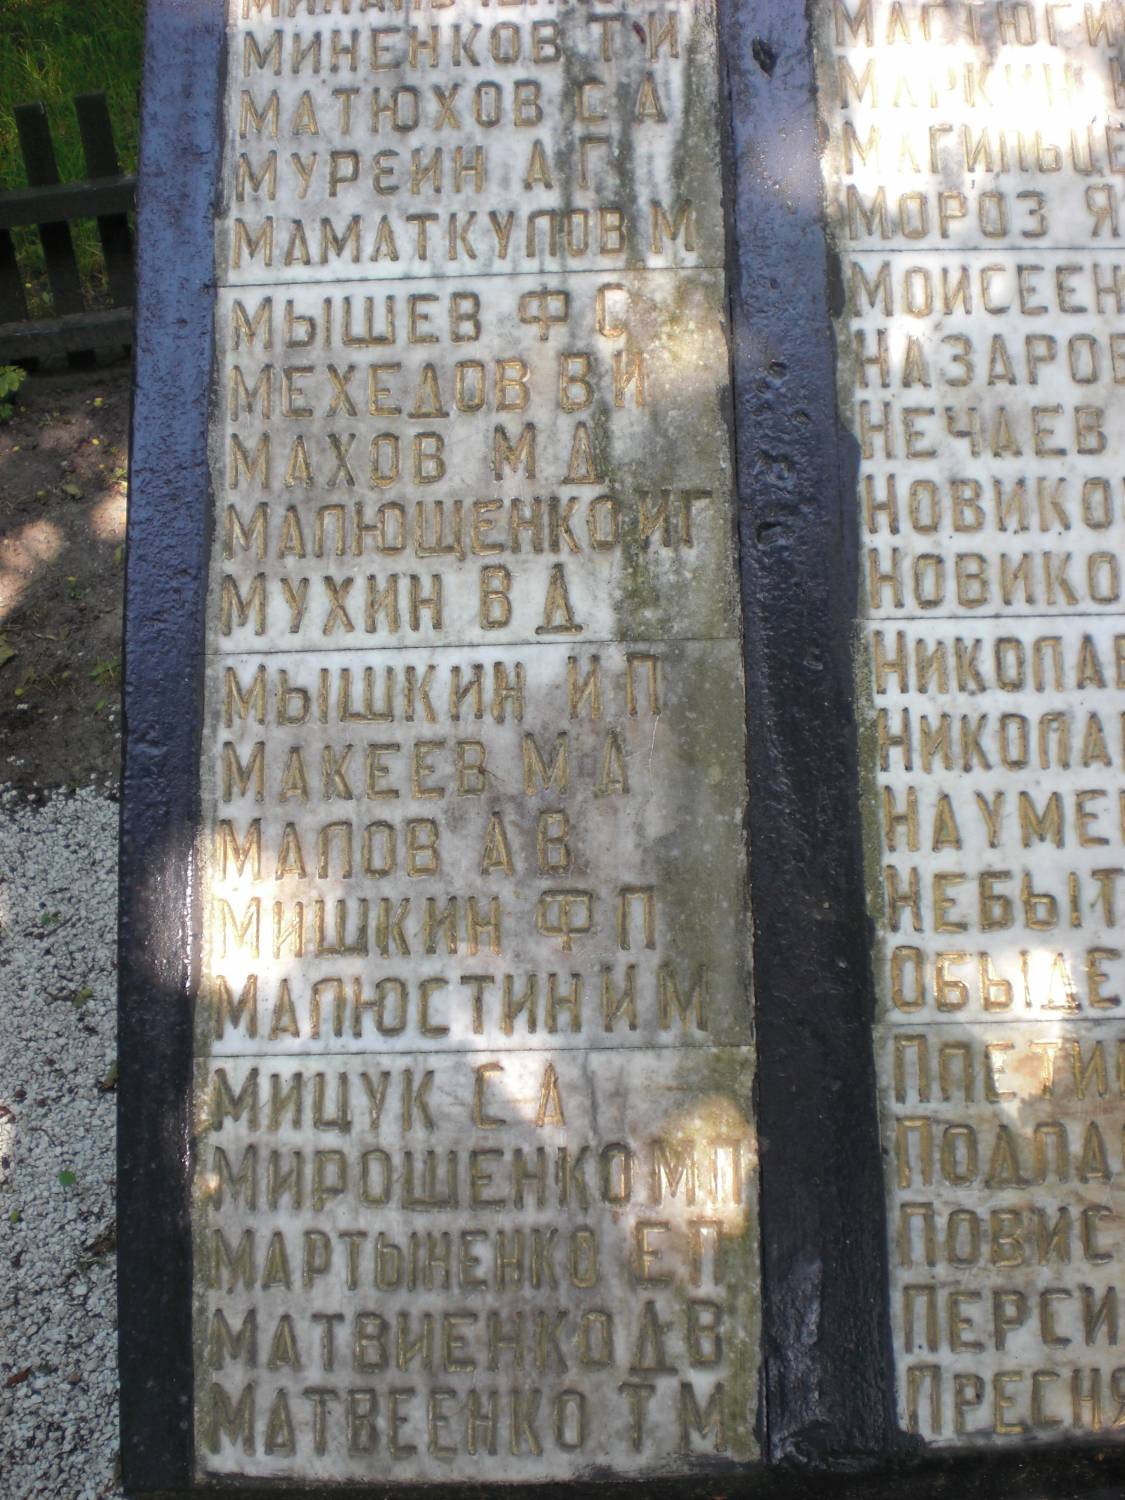 МИНЕНКОВ Т И
МАТЮХОВ С А
МУРЕИН А Г
МАМАТКУЛОВ М
МЫШЕВ Ф С
МЕХЕДОВ В И
МАХОВ М Д
МАЛЮЩЕНКО И Г
МУХИН В Д
МЫШКИН И П
МАКЕЕВ М А
МАЛОВ А В
МИШКИН Ф П
МАЛЮСТИН И М
МИЦУК С А
МИРОШЕНКО М П
МАРТЫНЕНКО Е П
МАТВИЕНКО Д В
МАТВЕЕНКО Т М
МОРОЗ Я
МОИСЕЕН
НАЗАРОВ
НЕЧАЕВ
НОВИКО
НОВИКО
НИКОЛА
НИКОЛА
НАУМЕ
НЕБЫТ
ОБЫДЕ
ПЛЕТИ
ПОДЛА
ПОВИС
ПЕРСИ
ПРЕСНЯ